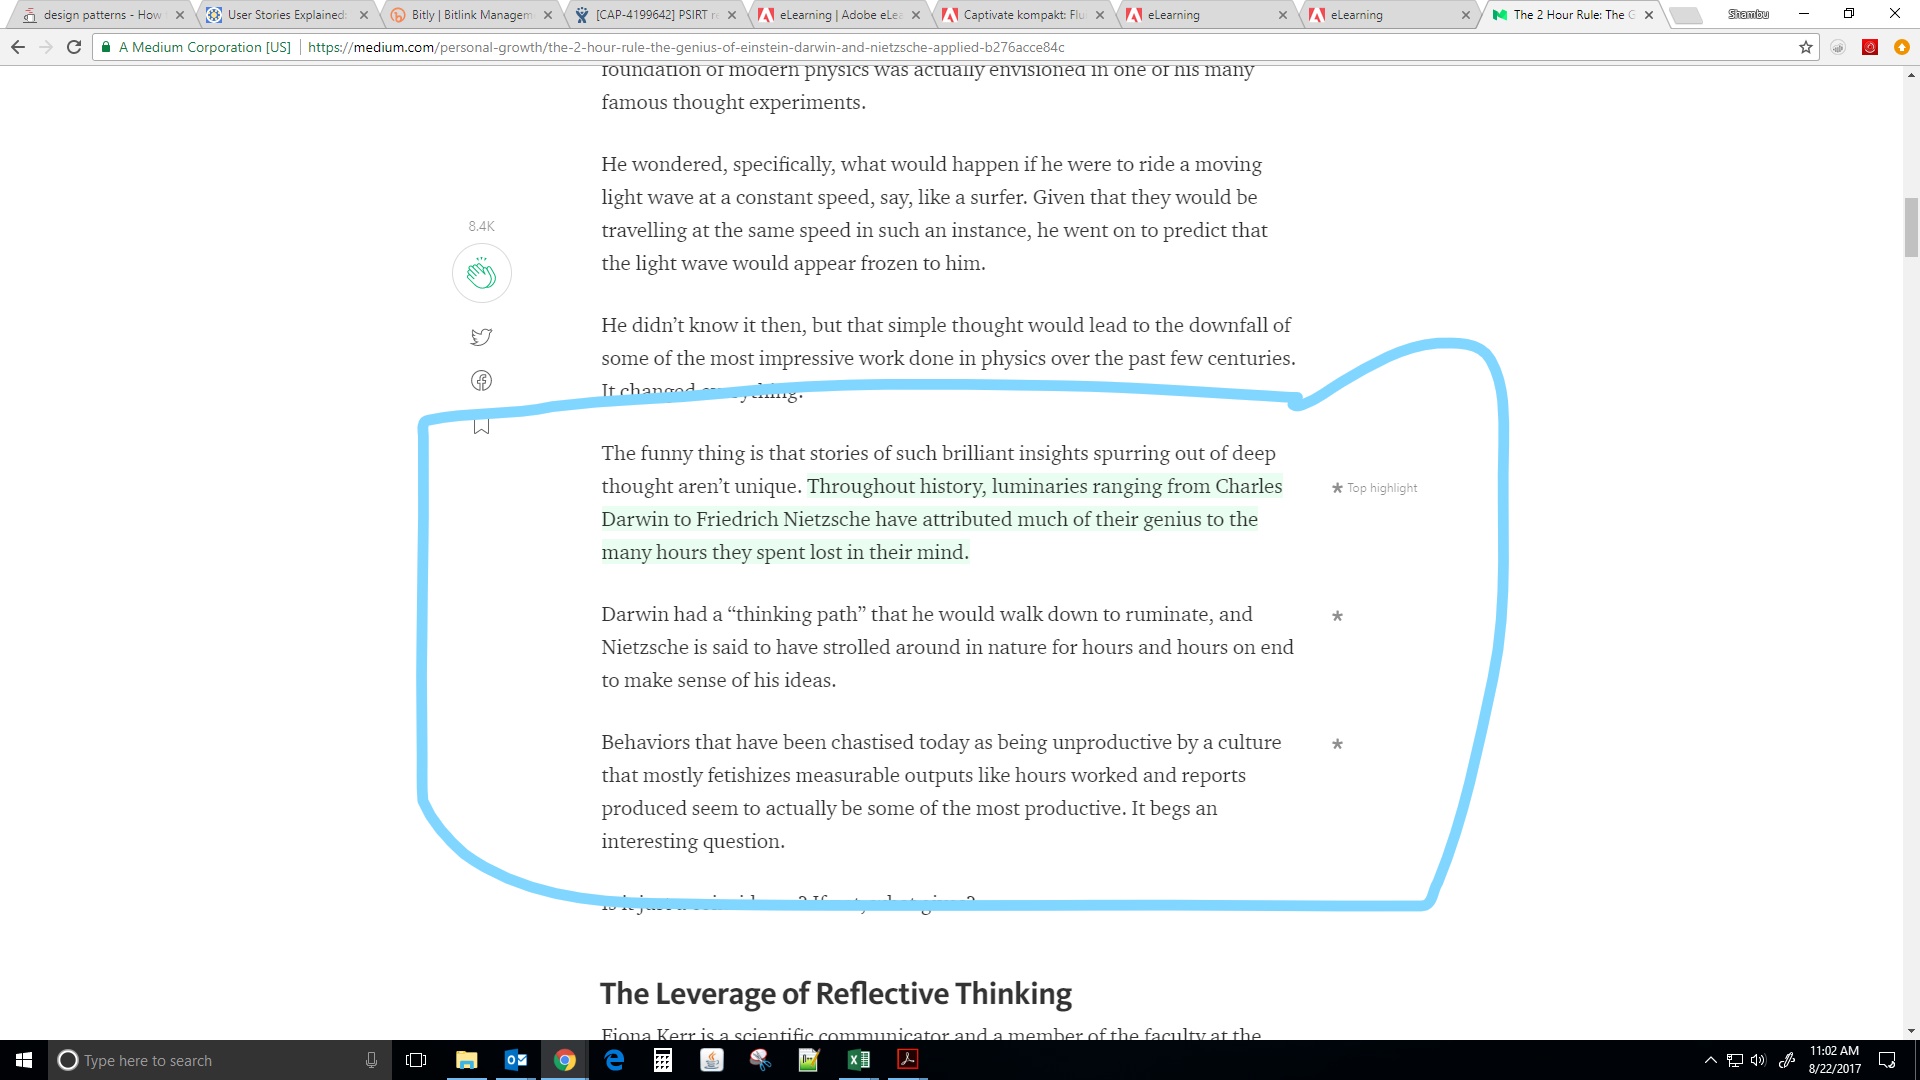 design patterns - How
User Stories Explained:
Bitly | Bitlink Managem
[CAP-4199642] PSIRT re
eLearning | Adobe eLea
Captivate kompakt: Flu
eLearning
eLearning
The 2 Hour Rule: The G
Shambu
A Medium Corporation [US]
https://medium.com/personal-growth/the-2-hour-rule-the-genius-of-einstein-darwin-and-nietzsche-applied-b276acce84c
foundation of modern physics was actually envisioned in one of his many
famous thought experiments.
He wondered, specifically, what would happen if he were to ride a moving
light wave at a constant speed, say, like a surfer. Given that they would be
travelling at the same speed in such an instance, he went on to predict that
the light wave would appear frozen to him.
8.4K
He didn’t know it then, but that simple thought would lead to the downfall of
some of the most impressive work done in physics over the past few centuries.
It changed everything.
The funny thing is that stories of such brilliant insights spurring out of deep
thought aren’t unique. Throughout history, luminaries ranging from Charles
Darwin to Friedrich Nietzsche have attributed much of their genius to the
many hours they spent lost in their mind.
Top highlight
Darwin had a “thinking path” that he would walk down to ruminate, and
Nietzsche is said to have strolled around in nature for hours and hours on end
to make sense of his ideas.
Behaviors that have been chastised today as being unproductive by a culture
that mostly fetishizes measurable outputs like hours worked and reports
produced seem to actually be some of the most productive. It begs an
interesting question.
Is it just a coincidence? If not, what gives?
The Leverage of Reflective Thinking
Fiona Kerr is a scientific communicator and a member of the faculty at the
Type here to search
11:02 AM
8/22/2017